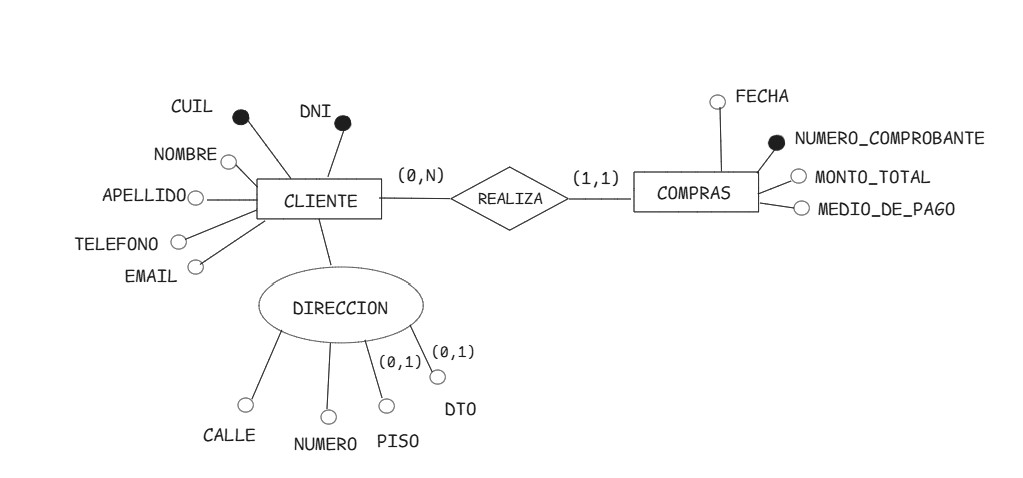 FECHA
CUIL
DNI
NUMERO_COMPROBANTE
NOMBRE
(0,N)
(1,1)
MONTO_TOTAL
APELLIDO
CLIENTE
REALIZA
COMPRAS
MEDIO_DE_PAGO
TELEFONO
EMAIL
DIRECCION
(0,1)
(0,1)
CALLE
NUMERO
PISO
DTO